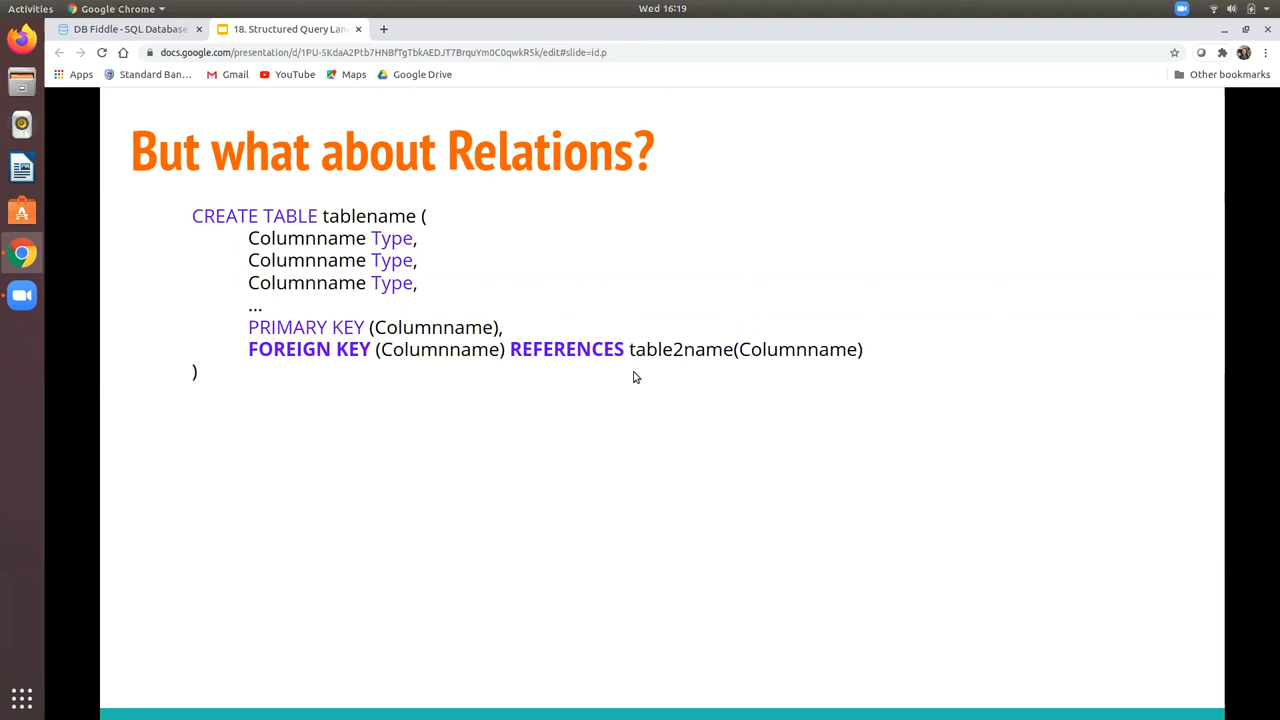 Activities
Google Chrome
Wed 16:19
DB Fiddle - SQL Database
18. Structured Query Lan
docs.google.com/presentation/d/1PU-5KdaA2Ptb7HNBfTgTbkAEDJT7BrquYm0C0qwkR5k/edit#slide=id.p
Apps
Standard Ban...
Gmail
YouTube
Maps
Google Drive
Other bookmarks
But what about Relations?
CREATE TABLE tablename (
Columnname Type,
Columnname Type,
Columnname Type,
...
PRIMARY KEY (Columnname),
FOREIGN KEY (Columnname) REFERENCES table2name(Columnname)
)